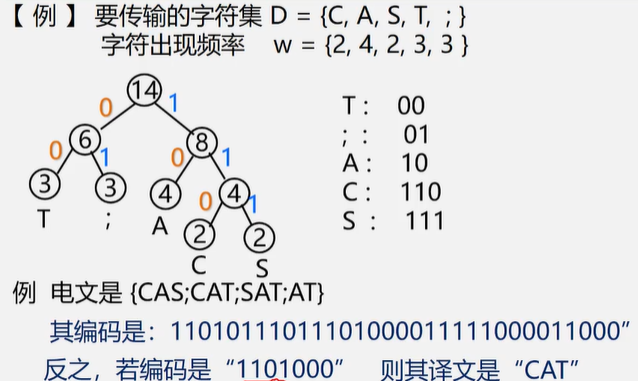 【 例 】 要传输的字符集 D = {C, A, S, T, ; }
字符出现频率 w = {2, 4, 2, 3, 3 }
14
0 1
6 8
0 1 0 1
3 3 4 4
T ; A 0 1
2 2
C S
T : 00
; : 01
A : 10
C : 110
S : 111
例 电文是 {CAS;CAT;SAT;AT}
其编码是: 11010111011101000011111000011000”
反之，若编码是“1101000” 则其译文是“CAT”